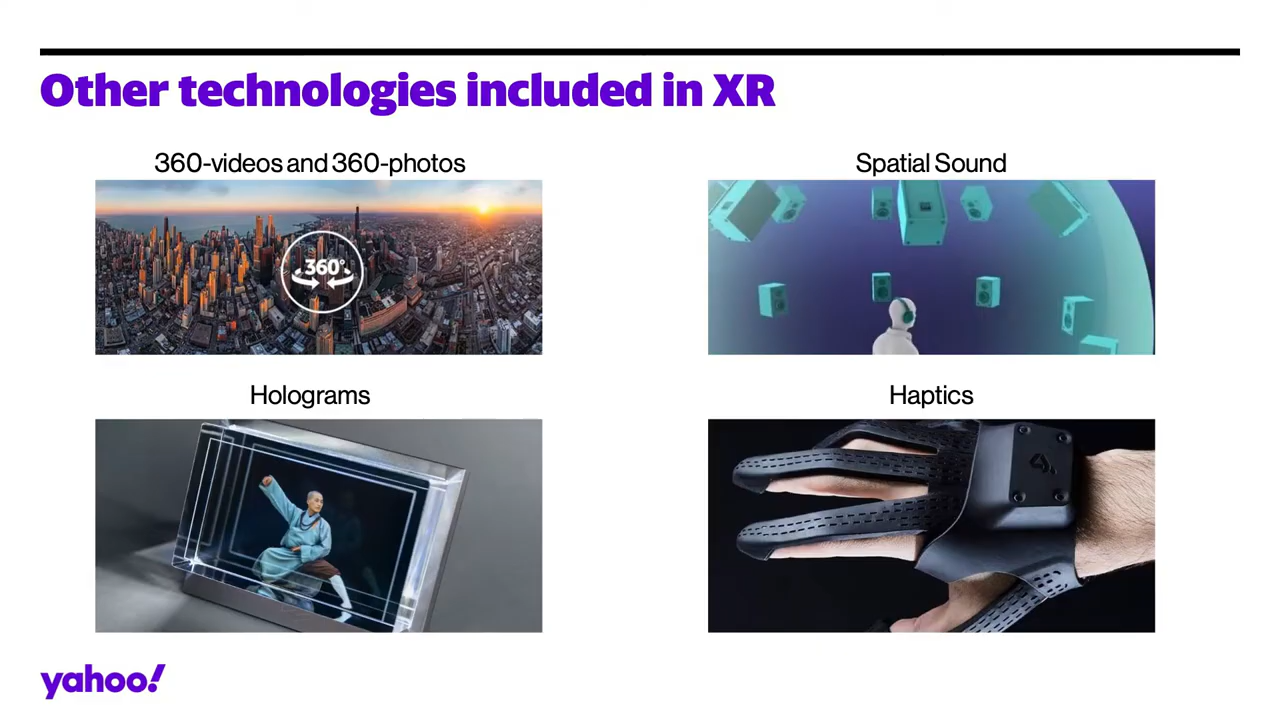 Other technologies included in XR
360-videos and 360-photos
Spatial Sound
360°
Holograms
Haptics
yahoo!